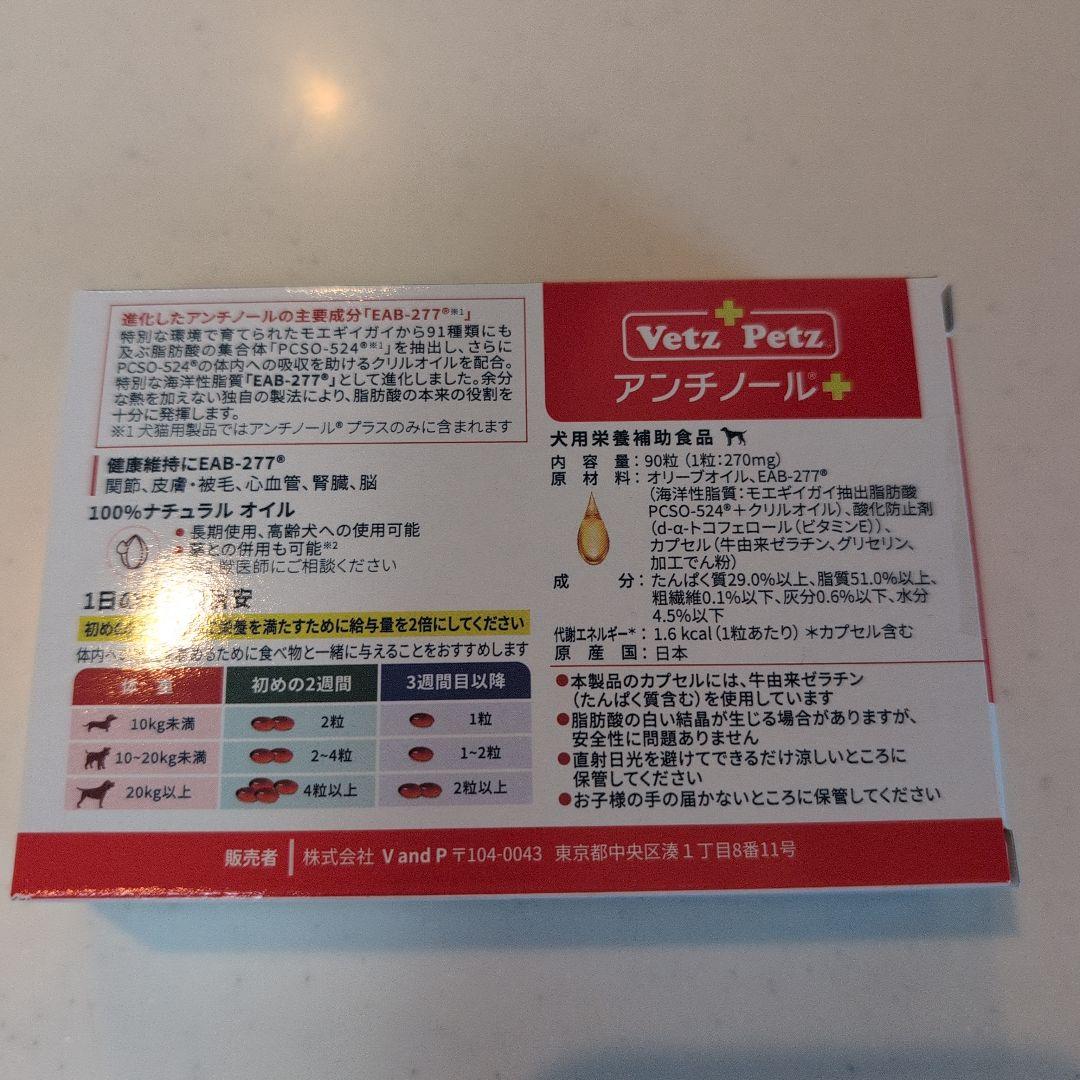 進化したアンチノールの主要成分「EAB-277®※1」
特別な環境で育てられたモエギイガイから91種類にも
及ぶ脂肪酸の集合体「PCSO-524®※1」を抽出し、さらに
PCSO-524®の体内への吸収を助けるクリルオイルを配合。
特別な海洋性脂質「EAB-277®」として進化しました。余分
な熱を加えない独自の製法により、脂肪酸の本来の役割を
十分に発揮します。
※1 犬猫用製品ではアンチノール® プラスのみに含まれます
健康維持にEAB-277®
関節、皮膚・被毛、心血管、腎臓、脳
100%ナチュラル オイル
● 長期使用、高齢犬への使用可能
薬との併用も可能※2
獣医師にご相談ください
1日の 目安
初め 栄養を満たすために給与量を2倍にしてください
体内へ めるために食べ物と一緒に与えることをおすすめします
体重 初めの2週間 3週間目以降
10kg未満 2粒 1粒
10~20kg未満 2~4粒 1~2粒
20kg以上 4粒以上 2粒以上
Vetz Petz
アンチノール®
犬用栄養補助食品
内容量:90粒(1粒:270mg)
原材料:オリーブオイル、EAB-277®
(海洋性脂質:モエギイガイ抽出脂肪酸
PCSO-524®+クリルオイル)、酸化防止剤
(d-α-トコフェロール(ビタミンE))、
カプセル(牛由来ゼラチン、グリセリン、
加工でん粉)
成分:たんぱく質29.0%以上、脂質51.0%以上、
粗繊維0.1%以下、灰分0.6%以下、水分
4.5%以下
代謝エネルギー*:1.6 kcal(1粒あたり) *カプセル含む
原産国:日本
●本製品のカプセルには、牛由来ゼラチン
(たんぱく質含む)を使用しています
●脂肪酸の白い結晶が生じる場合がありますが、
安全性に問題ありません
●直射日光を避けてできるだけ涼しいところに
保管してください
●お子様の手の届かないところに保管してください
販売者 株式会社 V and P 〒104-0043 東京都中央区湊1丁目8番11号